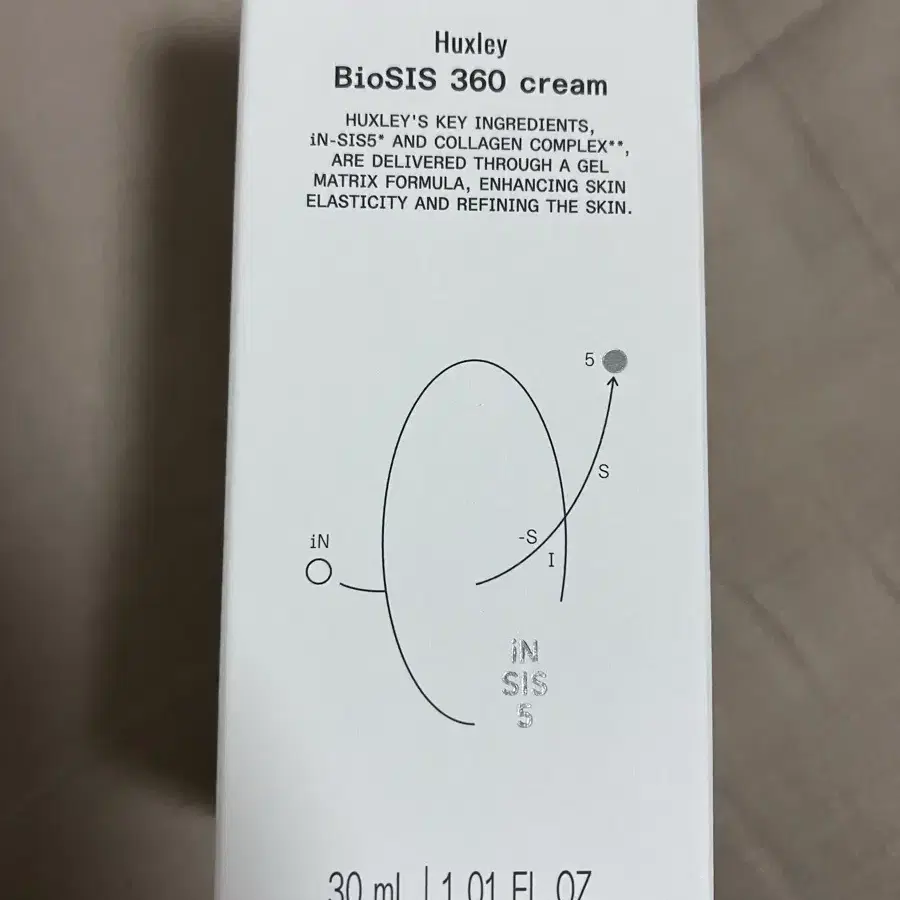 Huxley
BioSIS 360 cream
HUXLEY'S KEY INGREDIENTS,
iN-SIS5* AND COLLAGEN COMPLEX**,
ARE DELIVERED THROUGH A GEL
MATRIX FORMULA, ENHANCING SKIN
ELASTICITY AND REFINING THE SKIN.
5
S
-S
I
iN
iN
SIS
5
30 mL | 1.01 FL OZ